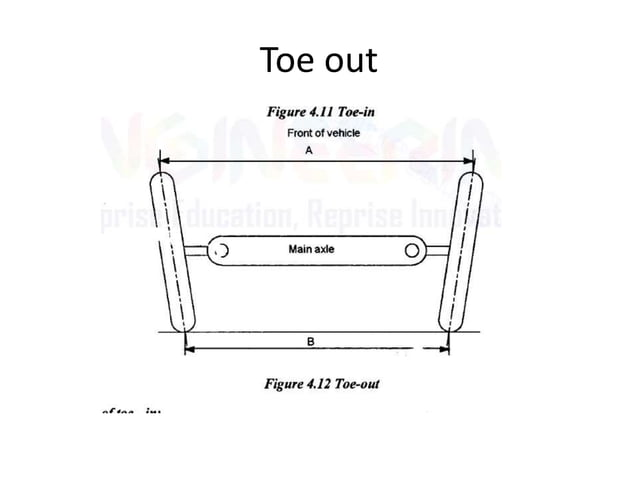 Toe out
Figure 4.11 Toe-in
Front of vehicle
A
Main axle
B
Figure 4.12 Toe-out